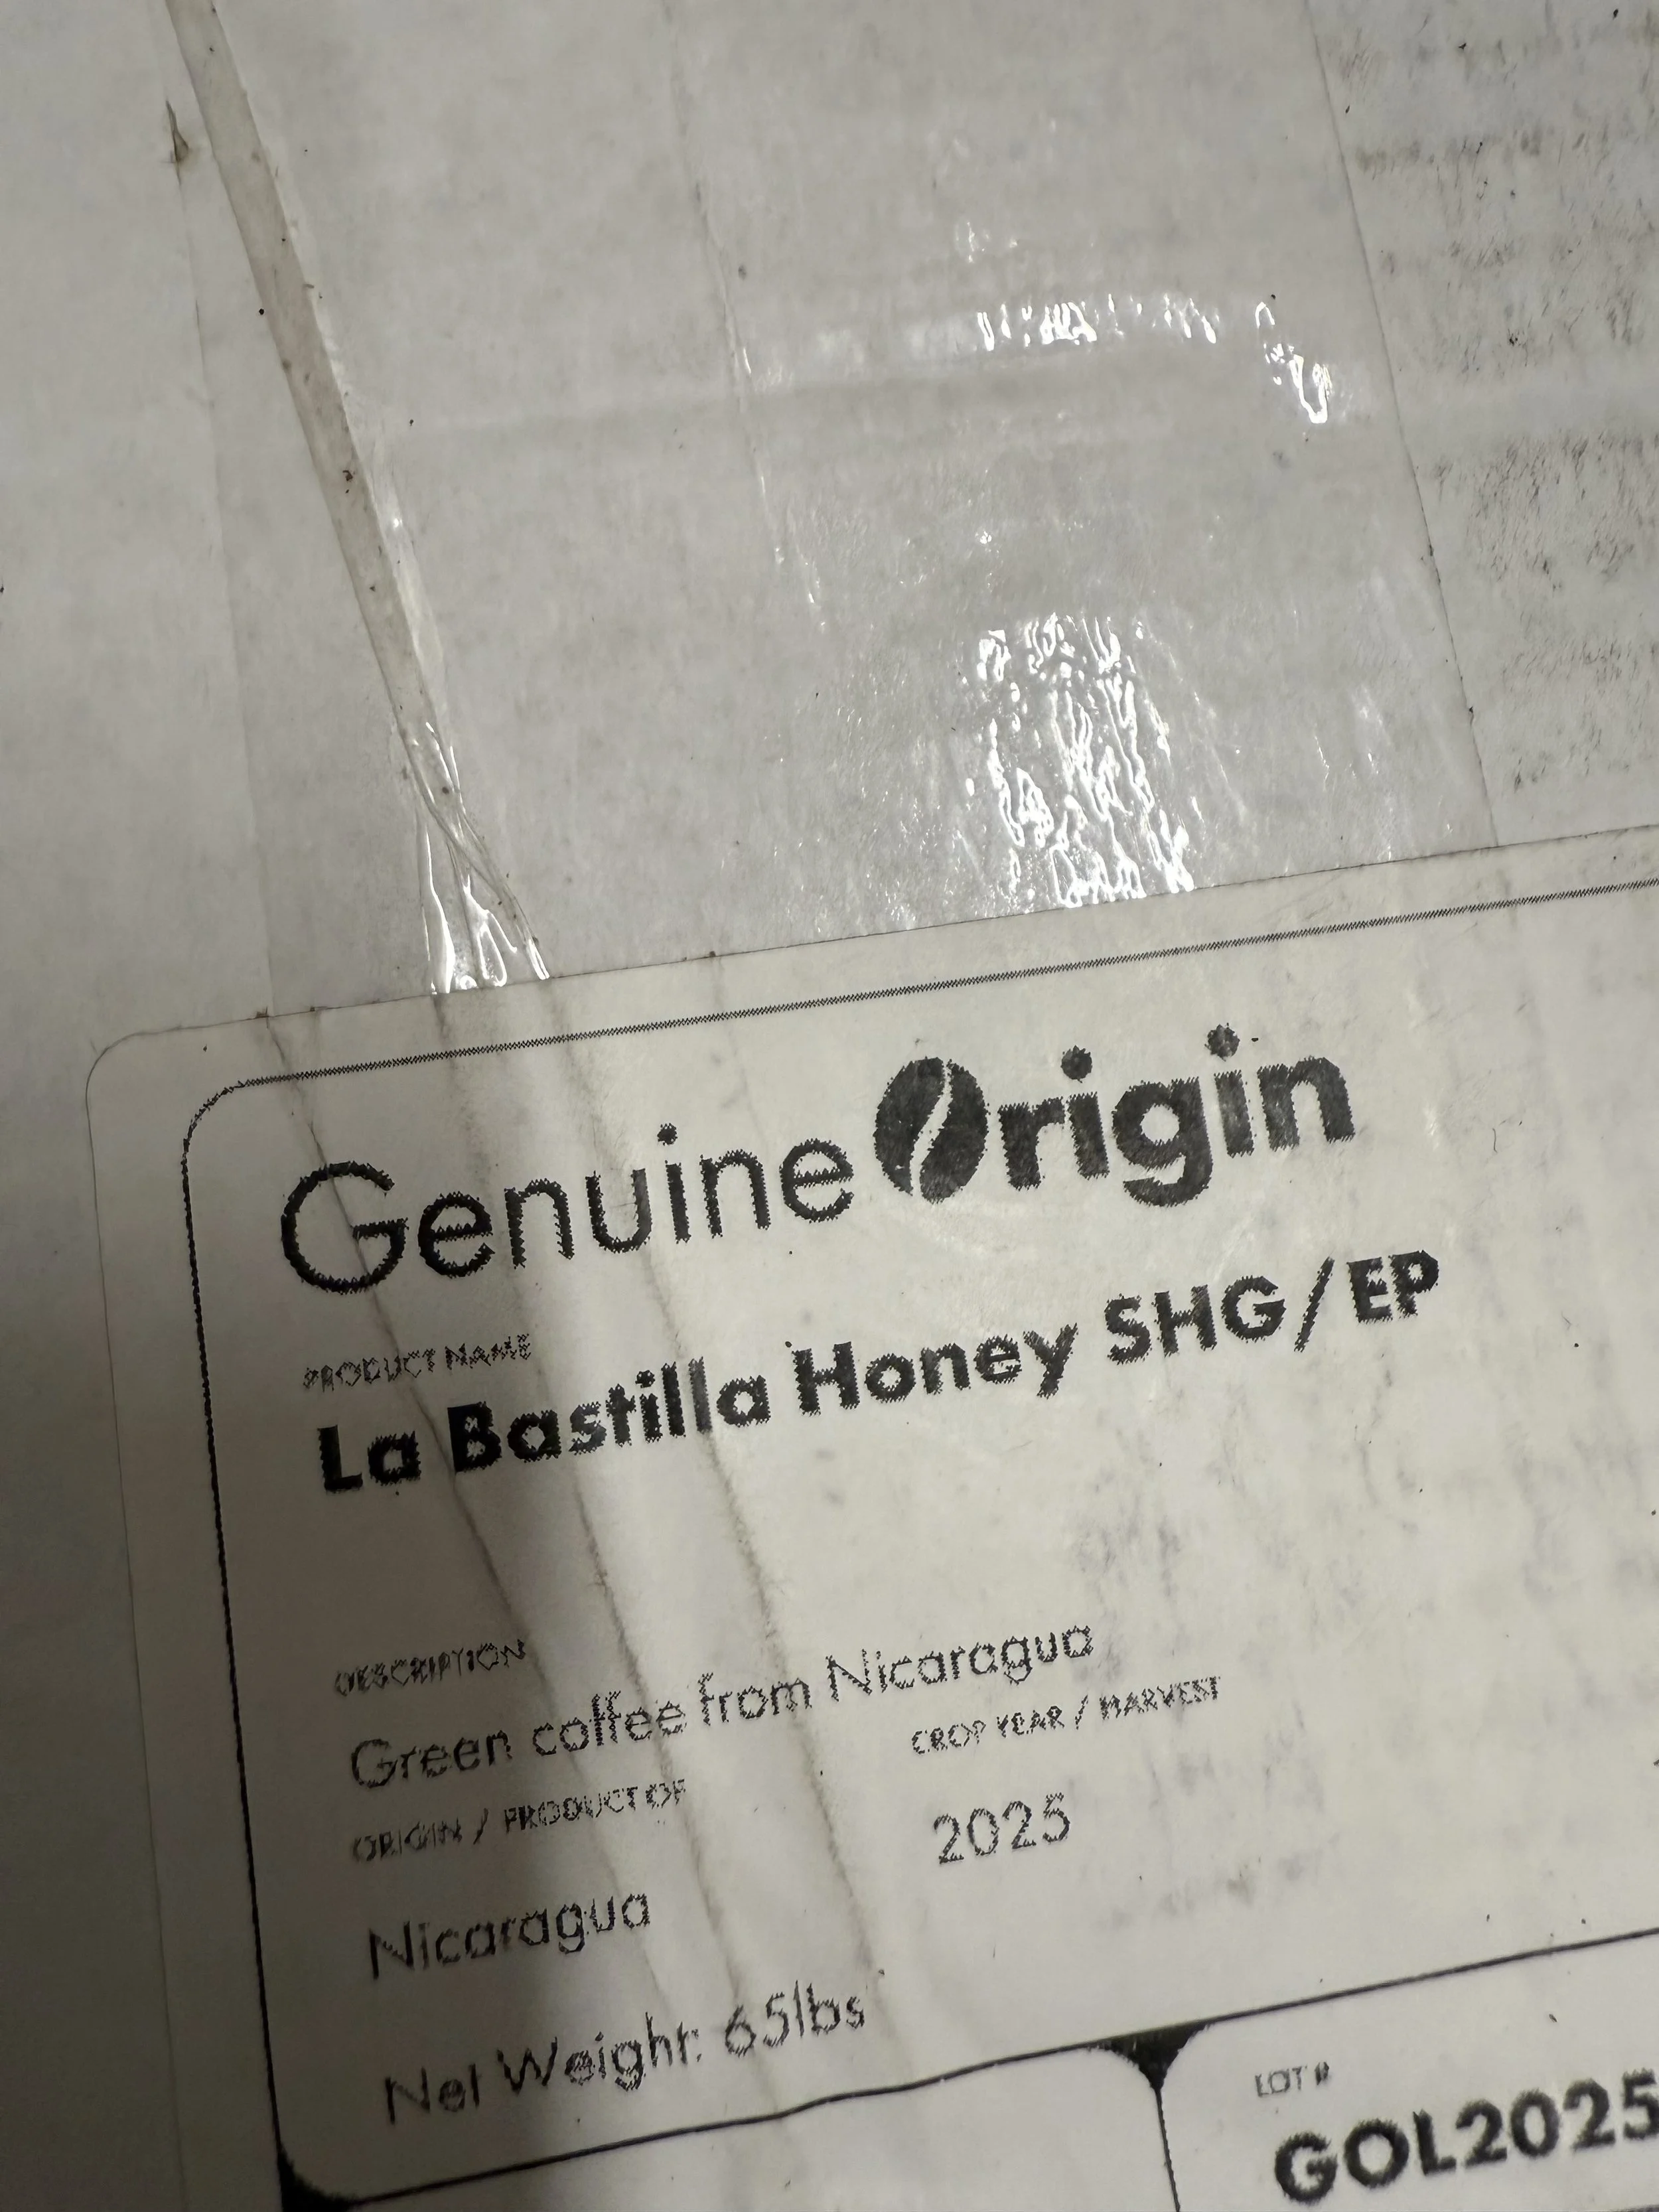 Genuine Origin
PRODUCT NAME
La Bastilla Honey SHG/EP
DESCRIPTION
Green coffee from Nicaragua
ORIGIN / PRODUCT OF
CROP YEAR / HARVEST
Nicaragua
2025
Net Weight: 65lbs
LOT #
GOL2025